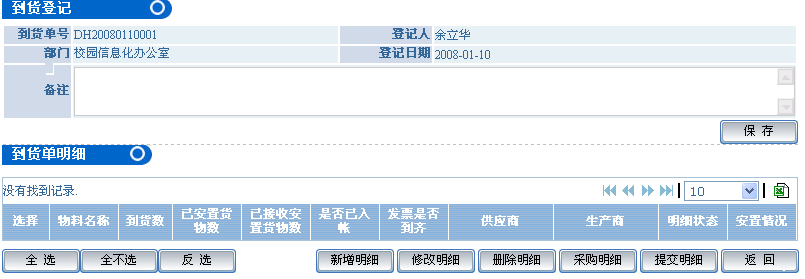 到货登记
到货单号 DH20080110001 登记人 余立华
部门 校园信息化办公室 登记日期 2008-01-10
备注
保 存
到货单明细
没有找到记录. 10
选择 物料名称 到货数 已安置货物数 已接收安置货物数 是否已入帐 发票是否到齐 供应商 生产商 明细状态 安置情况
全 选 全不选 反 选 新增明细 修改明细 删除明细 采购明细 提交明细 返 回